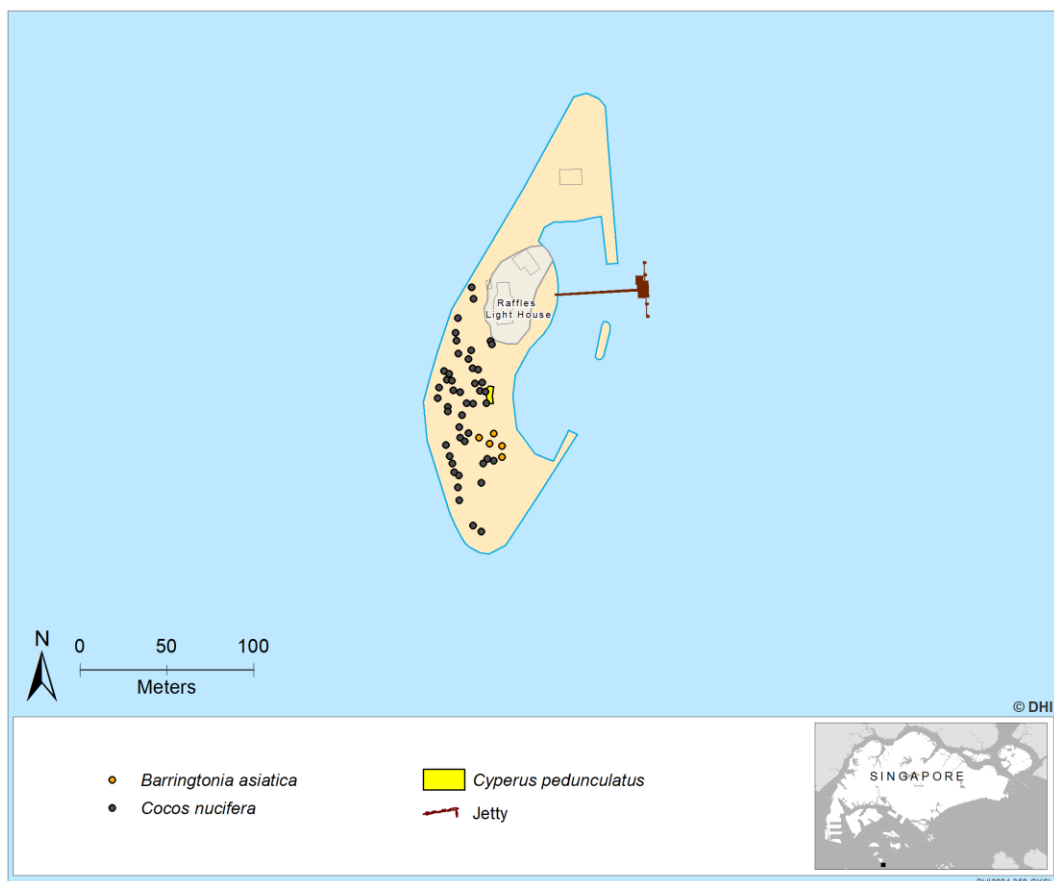 Raffles
Light House
N
0 50 100
Meters
© DHI
Barringtonia asiatica
Cocos nucifera
Cyperus pedunculatus
Jetty
SINGAPORE